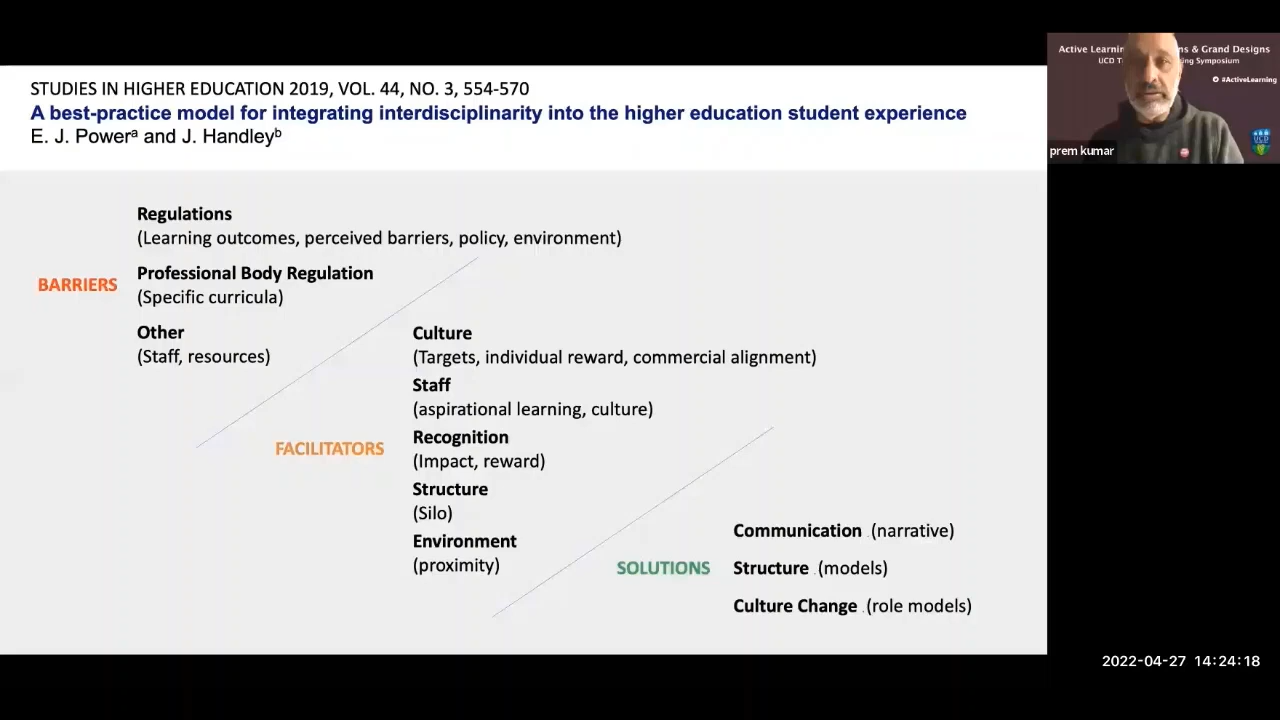 STUDIES IN HIGHER EDUCATION 2019, VOL. 44, NO. 3, 554-570
A best-practice model for integrating interdisciplinarity into the higher education student experience
E. J. Powerᵃ and J. Handleyᵇ
Regulations
(Learning outcomes, perceived barriers, policy, environment)
BARRIERS
Professional Body Regulation
(Specific curricula)
Other
(Staff, resources)
FACILITATORS
Culture
(Targets, individual reward, commercial alignment)
Staff
(aspirational learning, culture)
Recognition
(Impact, reward)
Structure
(Silo)
Environment
(proximity)
SOLUTIONS
Communication (narrative)
Structure (models)
Culture Change (role models)
Active Learnin ns & Grand Designs
UCD T ing Symposium
#ActiveLearning
UCD
prem kumar
2022-04-27 14:24:18